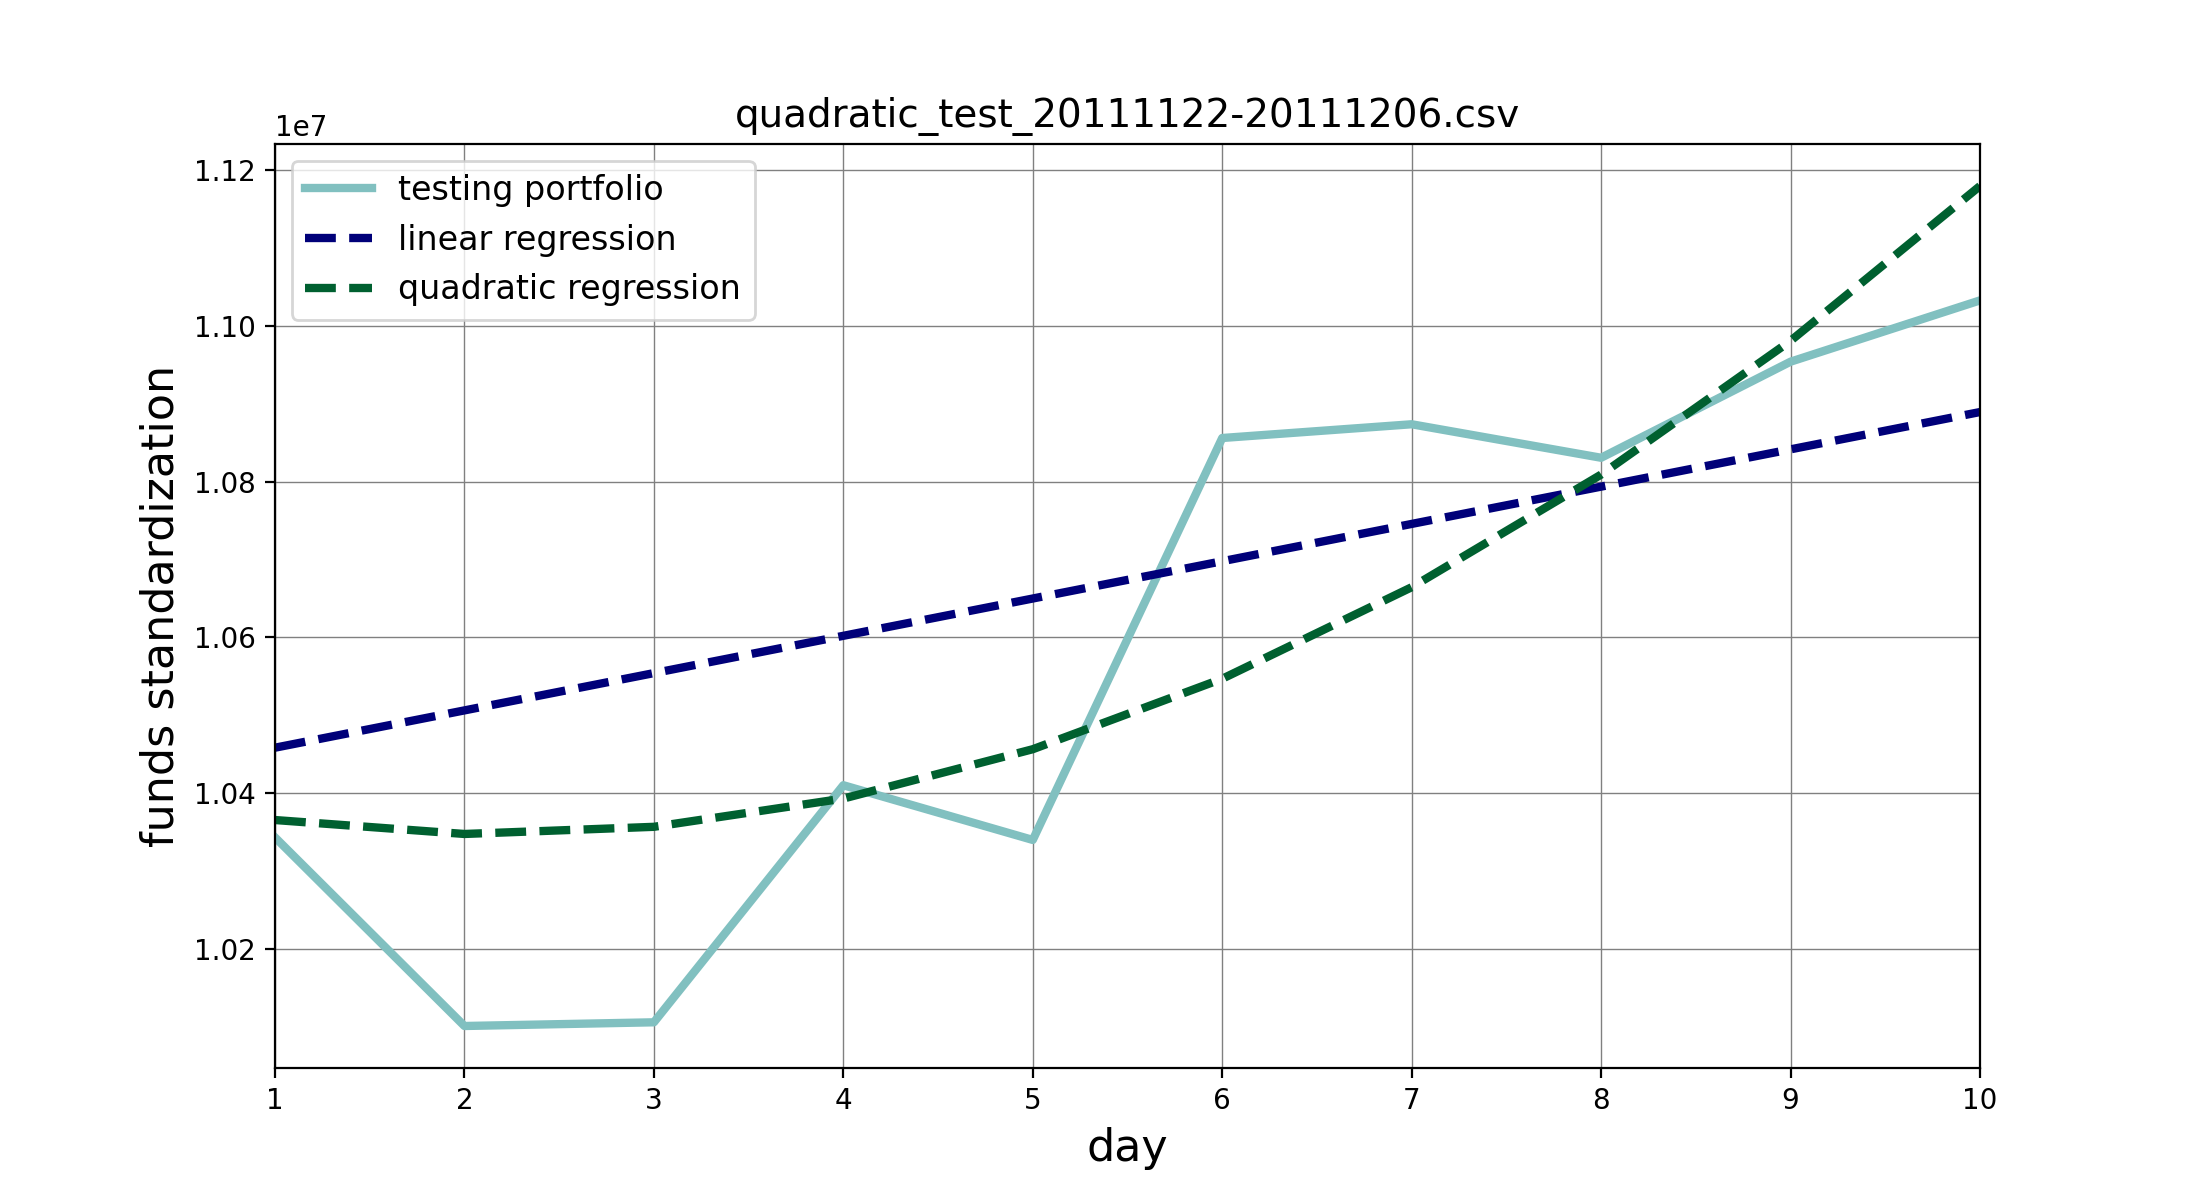 quadratic_test_20111122-20111206.csv
1e7
1.12
1.10
1.08
1.06
1.04
1.02
funds standardization
testing portfolio
linear regression
quadratic regression
1 2 3 4 5 6 7 8 9 10
day